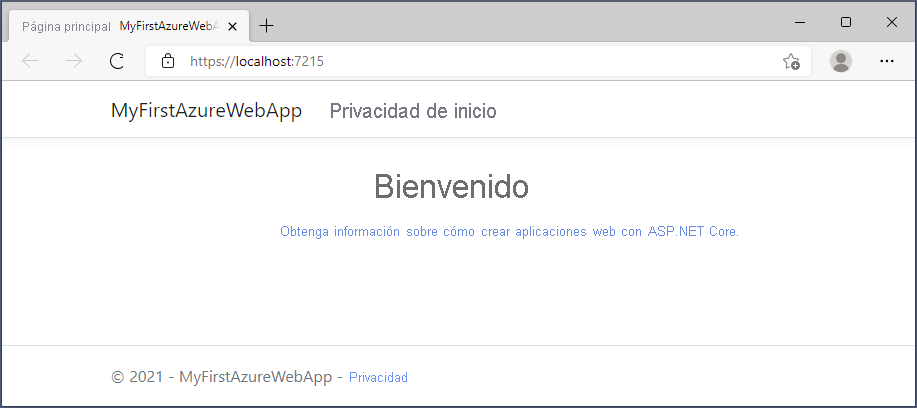 Página principal MyFirstAzureWebA
https://localhost:7215
MyFirstAzureWebApp Privacidad de inicio
Bienvenido
Obtenga información sobre cómo crear aplicaciones web con ASP.NET Core.
© 2021 - MyFirstAzureWebApp - Privacidad